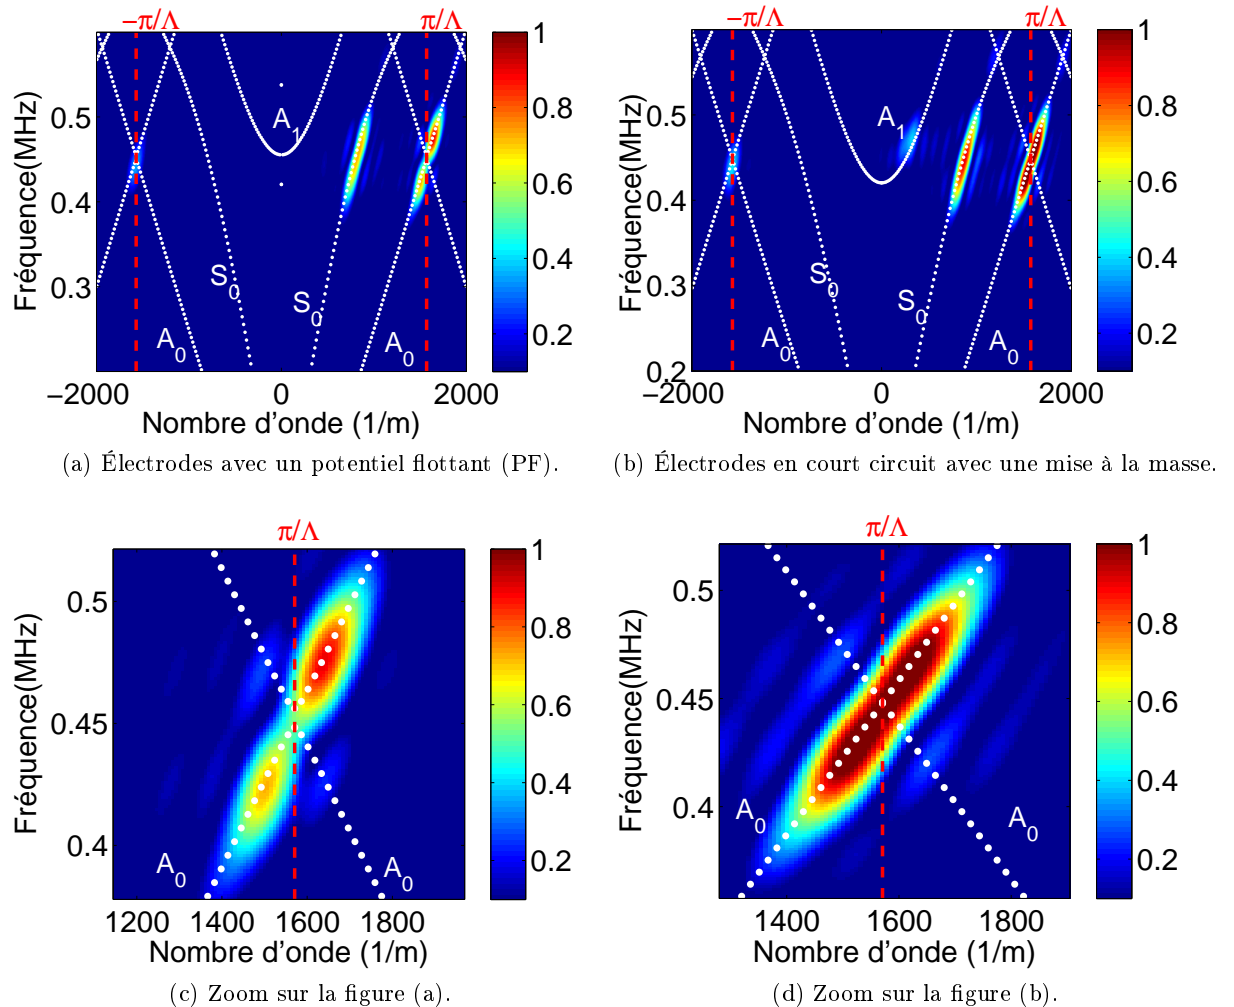 −π/Λ
π/Λ
Fréquence(MHz)
0.5
0.4
0.3
A1
S0
S0
A0
A0
−2000
0
2000
Nombre d'onde (1/m)
1
0.8
0.6
0.4
0.2
(a) Électrodes avec un potentiel flottant (PF).
−π/Λ
π/Λ
Fréquence(MHz)
0.5
0.4
0.3
0.2
A1
S0
S0
A0
A0
−2000
0
2000
Nombre d'onde (1/m)
1
0.8
0.6
0.4
0.2
(b) Électrodes en court circuit avec une mise à la masse.
π/Λ
Fréquence(MHz)
0.5
0.45
0.4
A0
A0
1200
1400
1600
1800
Nombre d'onde (1/m)
1
0.8
0.6
0.4
0.2
(c) Zoom sur la figure (a).
π/Λ
Fréquence(MHz)
0.5
0.45
0.4
A0
A0
1400
1600
1800
Nombre d'onde (1/m)
1
0.8
0.6
0.4
0.2
(d) Zoom sur la figure (b).